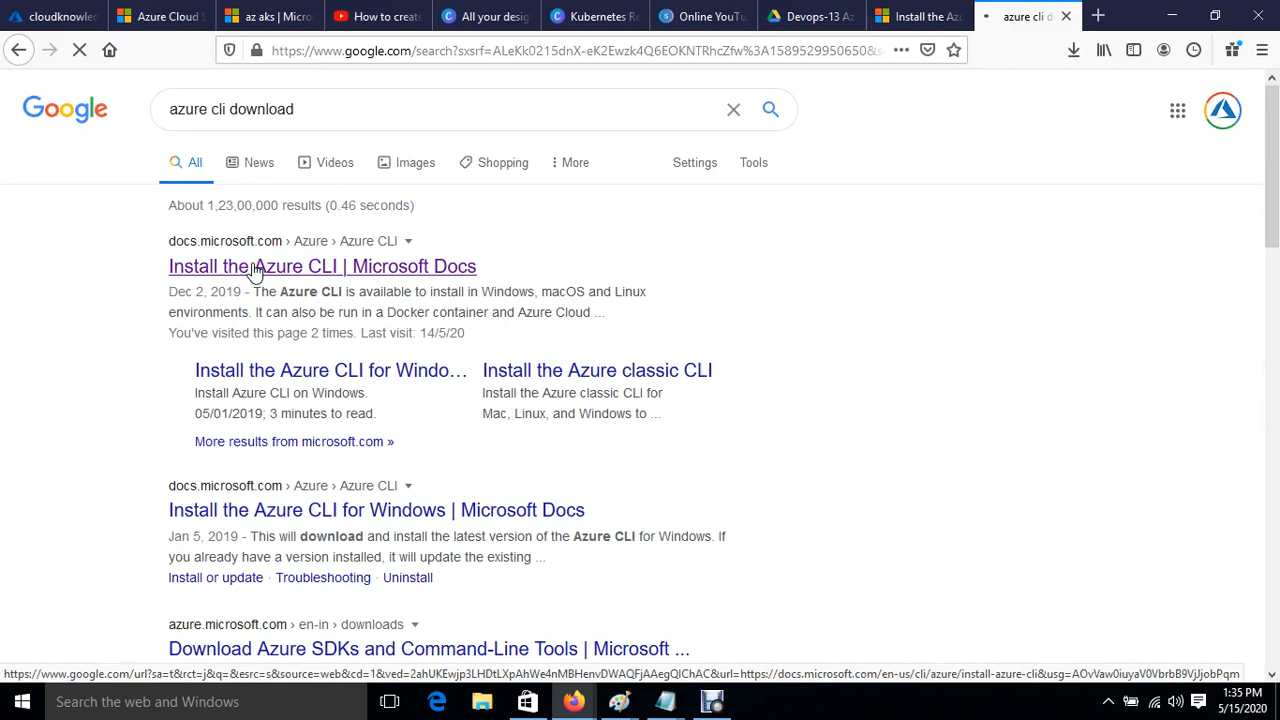 cloudknowle
Azure Cloud S
az aks | Micro
How to create
All your desig
Kubernetes Re
Online YouTu
Devops-13 Az
Install the Az
azure cli d
https://www.google.com/search?sxsrf=ALeKk0215dnX-eK2Ewzk4Q6EOKNTRhcZfw%3A1589529950650&s
Google
azure cli download
All
News
Videos
Images
Shopping
More
Settings
Tools
About 1,23,00,000 results (0.46 seconds)
docs.microsoft.com › Azure › Azure CLI
Install the Azure CLI | Microsoft Docs
Dec 2, 2019 - The Azure CLI is available to install in Windows, macOS and Linux
environments. It can also be run in a Docker container and Azure Cloud ...
You've visited this page 2 times. Last visit: 14/5/20
Install the Azure CLI for Windo…
Install the Azure classic CLI
Install Azure CLI on Windows.
Install the Azure classic CLI for
05/01/2019; 3 minutes to read.
Mac, Linux, and Windows to ...
More results from microsoft.com »
docs.microsoft.com › Azure › Azure CLI
Install the Azure CLI for Windows | Microsoft Docs
Jan 5, 2019 - This will download and install the latest version of the Azure CLI for Windows. If
you already have a version installed, it will update the existing ...
Install or update · Troubleshooting · Uninstall
azure.microsoft.com › en-in › downloads
Download Azure SDKs and Command-Line Tools | Microsoft ...
https://www.google.com/url?sa=t&rct=j&q=&esrc=s&source=web&cd=1&ved=2ahUKEwjp3LHDtLXpAhWe4nMBHenvDWAQFjAAegQIChAC&url=https://docs.microsoft.com/en-us/cli/azure/install-azure-cli&usg=AOvVaw0iuyaV0VbrbB9VjczjoPqm
Search the web and Windows
1:35 PM
5/15/2020